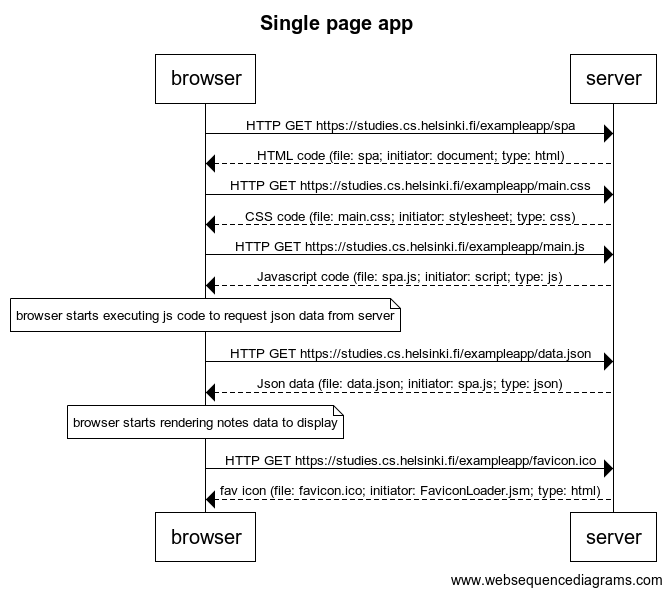 Single page app
browser
server
HTTP GET https://studies.cs.helsinki.fi/exampleapp/spa
HTML code (file: spa; initiator: document; type: html)
HTTP GET https://studies.cs.helsinki.fi/exampleapp/main.css
CSS code (file: main.css; initiator: stylesheet; type: css)
HTTP GET https://studies.cs.helsinki.fi/exampleapp/main.js
Javascript code (file: spa.js; initiator: script; type: js)
browser starts executing js code to request json data from server
HTTP GET https://studies.cs.helsinki.fi/exampleapp/data.json
Json data (file: data.json; initiator: spa.js; type: json)
browser starts rendering notes data to display
HTTP GET https://studies.cs.helsinki.fi/exampleapp/favicon.ico
fav icon (file: favicon.ico; initiator: FaviconLoader.jsm; type: html)
browser
server
www.websequencediagrams.com